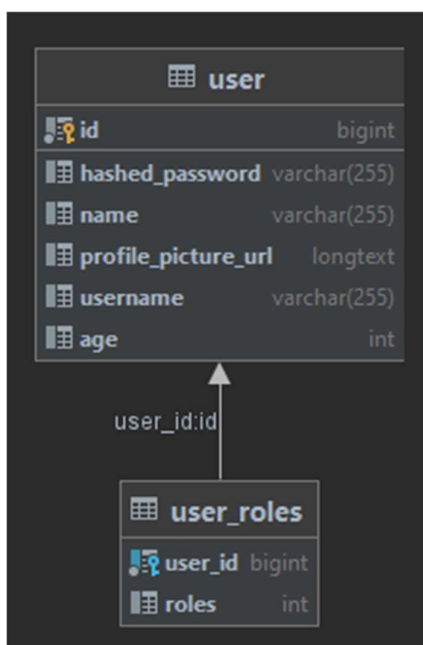 user
id bigint
hashed_password varchar(255)
name varchar(255)
profile_picture_url longtext
username varchar(255)
age int
user_id:id
user_roles
user_id bigint
roles int